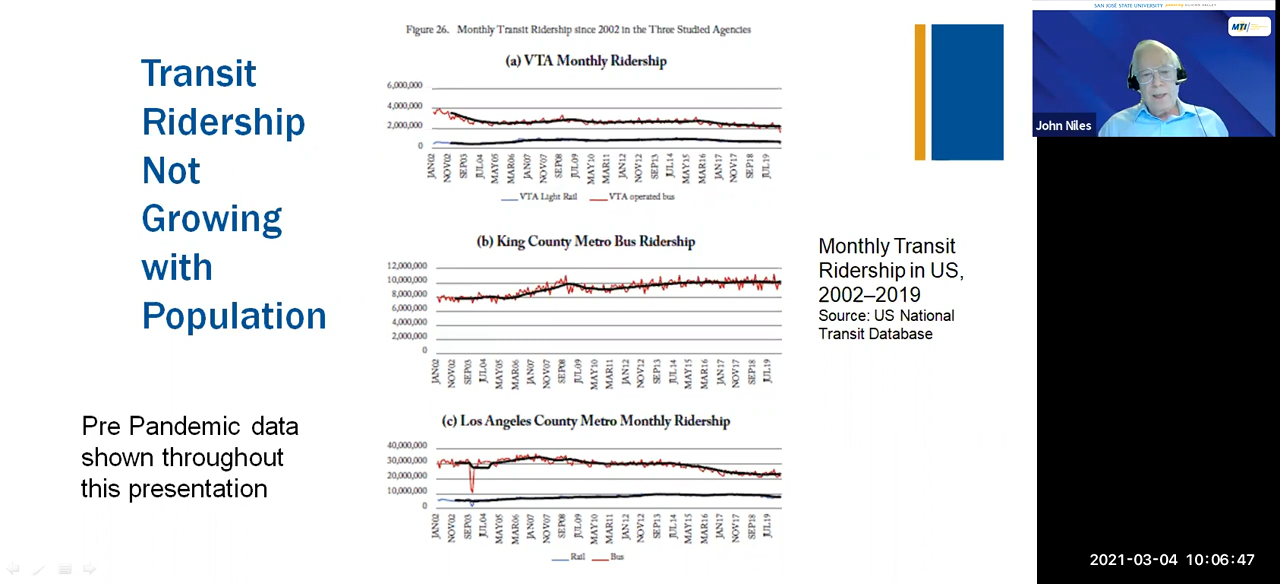 Transit
Ridership
Not
Growing
with
Population
Pre Pandemic data
shown throughout
this presentation
Figure 26. Monthly Transit Ridership since 2002 in the Three Studied Agencies
(a) VTA Monthly Ridership
6,000,000
4,000,000
2,000,000
0
JAN02 NOV02 SEP03 JUL04 MAY05 MAR06 JAN07 NOV07 SEP08 JUL09 MAY10 MAR11 JAN12 NOV12 SEP13 JUL14 MAY15 MAR16 JAN17 NOV17 SEP18 JUL19
VTA Light Rail VTA operated bus
(b) King County Metro Bus Ridership
12,000,000
10,000,000
8,000,000
6,000,000
4,000,000
2,000,000
0
JAN02 NOV02 SEP03 JUL04 MAY05 MAR06 JAN07 NOV07 SEP08 JUL09 MAY10 MAR11 JAN12 NOV12 SEP13 JUL14 MAY15 MAR16 JAN17 NOV17 SEP18 JUL19
(c) Los Angeles County Metro Monthly Ridership
40,000,000
30,000,000
20,000,000
10,000,000
0
JAN02 NOV02 SEP03 JUL04 MAY05 MAR06 JAN07 NOV07 SEP08 JUL09 MAY10 MAR11 JAN12 NOV12 SEP13 JUL14 MAY15 MAR16 JAN17 NOV17 SEP18 JUL19
Rail Bus
Monthly Transit
Ridership in US,
2002–2019
Source: US National
Transit Database
SAN JOSÉ STATE UNIVERSITY powering SILICON VALLEY
MTI
John Niles
2021-03-04 10:06:47